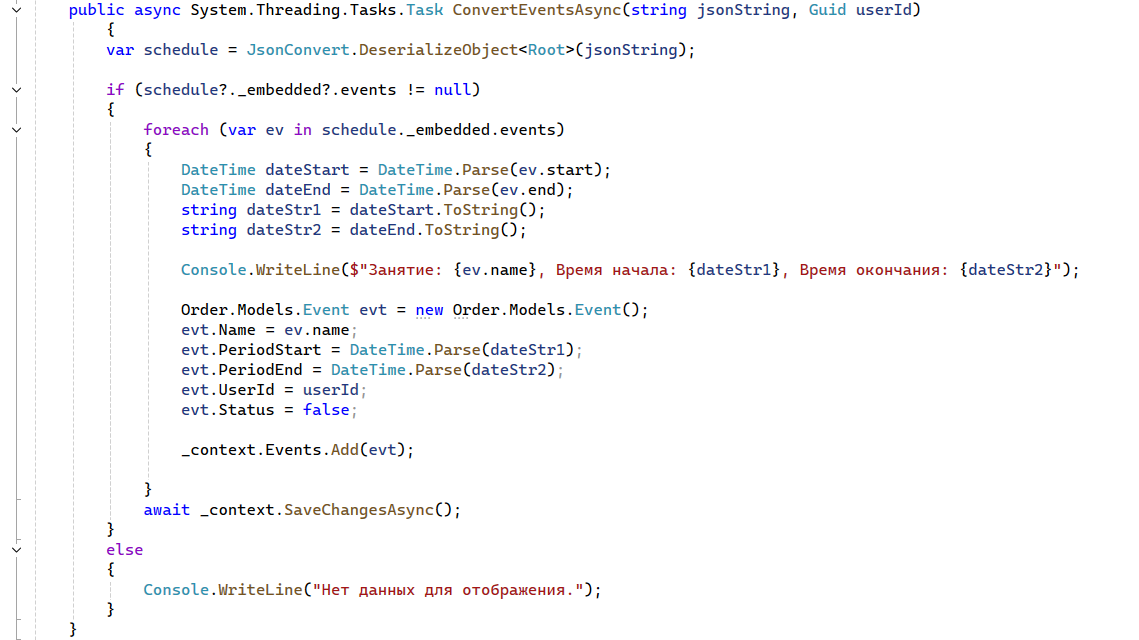 public async System.Threading.Tasks.Task ConvertEventsAsync(string jsonString, Guid userId)
{
var schedule = JsonConvert.DeserializeObject<Root>(jsonString);
if (schedule?._embedded?.events != null)
{
foreach (var ev in schedule._embedded.events)
{
DateTime dateStart = DateTime.Parse(ev.start);
DateTime dateEnd = DateTime.Parse(ev.end);
string dateStr1 = dateStart.ToString();
string dateStr2 = dateEnd.ToString();
Console.WriteLine($"Занятие: {ev.name}, Время начала: {dateStr1}, Время окончания: {dateStr2}");
Order.Models.Event evt = new Order.Models.Event();
evt.Name = ev.name;
evt.PeriodStart = DateTime.Parse(dateStr1);
evt.PeriodEnd = DateTime.Parse(dateStr2);
evt.UserId = userId;
evt.Status = false;
_context.Events.Add(evt);
}
await _context.SaveChangesAsync();
}
else
{
Console.WriteLine("Нет данных для отображения.");
}
}